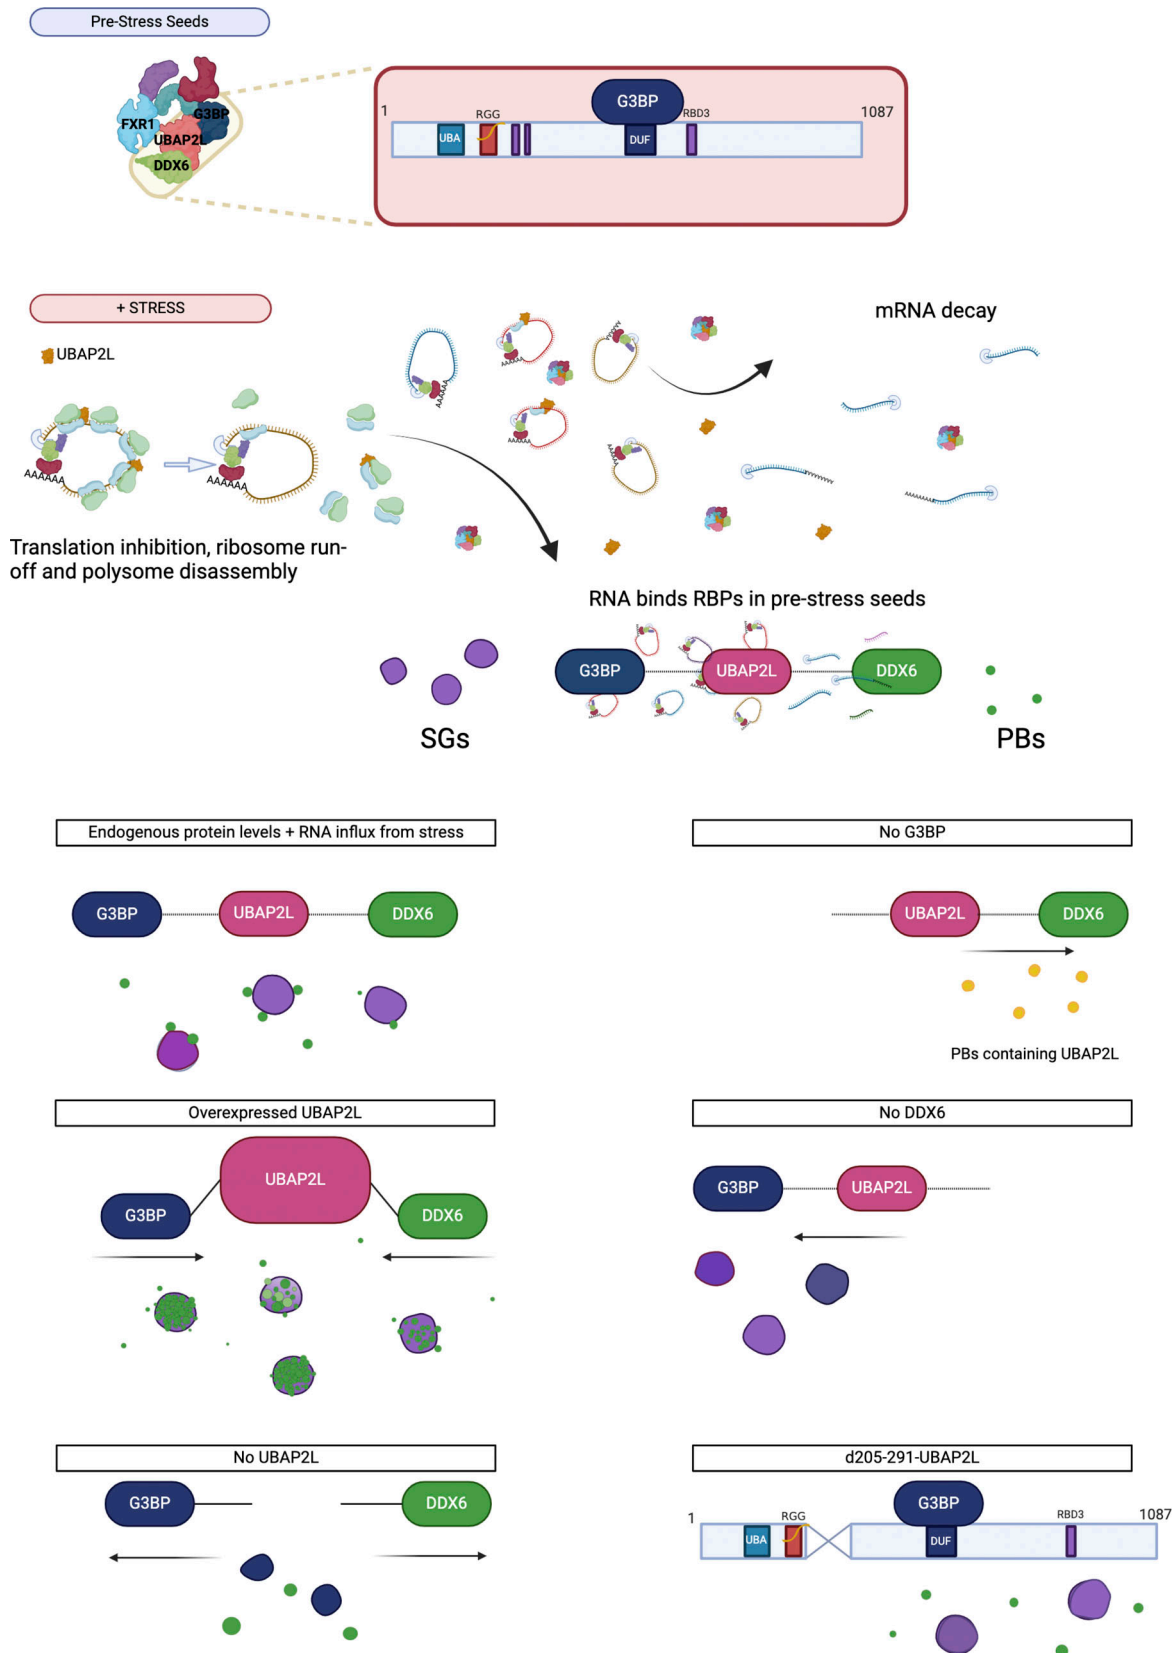 Pre-Stress Seeds
FXR1
G3BP
UBAP2L
DDX6
G3BP
1
RGG
RBD3
1087
UBA
DUF
+ STRESS
UBAP2L
mRNA decay
AAAAAA
AAAAAA
AAAAAA
Translation inhibition, ribosome run-
off and polysome disassembly
RNA binds RBPs in pre-stress seeds
G3BP
UBAP2L
DDX6
SGs
PBs
Endogenous protein levels + RNA influx from stress
G3BP
UBAP2L
DDX6
No G3BP
UBAP2L
DDX6
PBs containing UBAP2L
Overexpressed UBAP2L
UBAP2L
G3BP
DDX6
No DDX6
G3BP
UBAP2L
No UBAP2L
G3BP
DDX6
d205-291-UBAP2L
G3BP
1
RGG
RBD3
1087
UBA
DUF